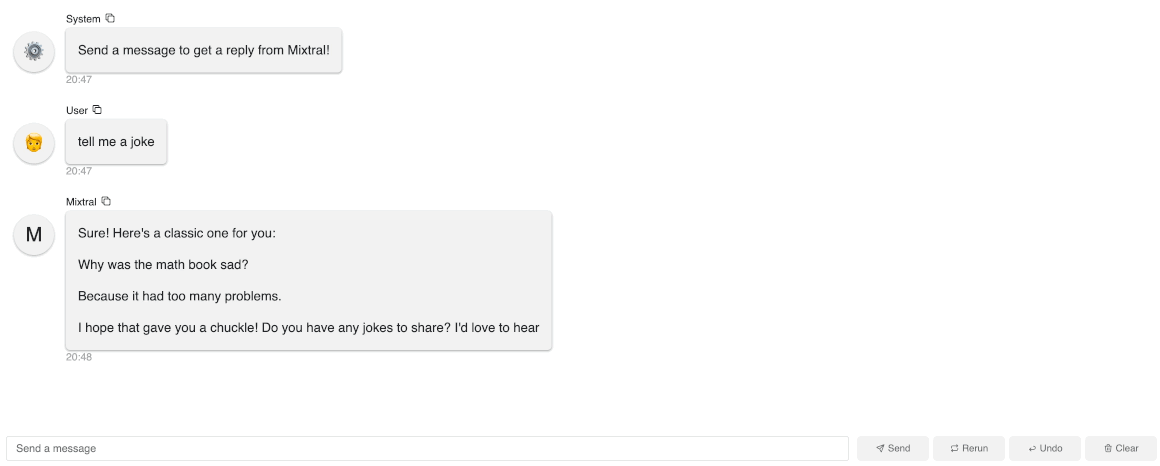 System
Send a message to get a reply from Mixtral!
20:47
User
tell me a joke
20:47
Mixtral
M
Sure! Here's a classic one for you:
Why was the math book sad?
Because it had too many problems.
I hope that gave you a chuckle! Do you have any jokes to share? I'd love to hear
20:48
Send a message
Send
Rerun
Undo
Clear